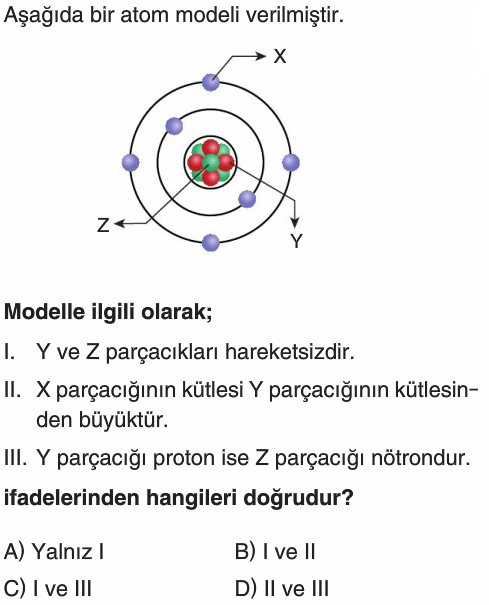 Aşağıda bir atom modeli verilmiştir.
X
Z
Y
Modelle ilgili olarak;
I. Y ve Z parçacıkları hareketsizdir.
II. X parçacığının kütlesi Y parçacığının kütlesin-
den büyüktür.
III. Y parçacığı proton ise Z parçacığı nötrondur.
ifadelerinden hangileri doğrudur?
A) Yalnız I B) I ve II
C) I ve III D) II ve III